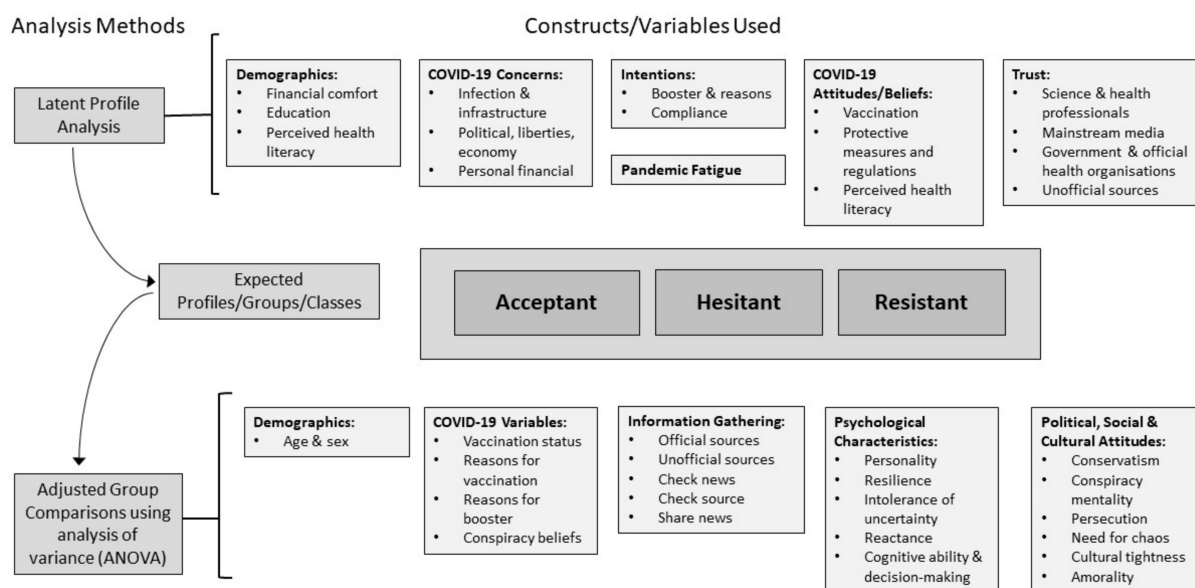 Analysis Methods
Constructs/Variables Used
Latent Profile
Analysis
Demographics:
• Financial comfort
• Education
• Perceived health
literacy
COVID-19 Concerns:
• Infection &
infrastructure
• Political, liberties,
economy
• Personal financial
Intentions:
• Booster & reasons
• Compliance
Pandemic Fatigue
COVID-19
Attitudes/Beliefs:
• Vaccination
• Protective
measures and
regulations
• Perceived health
literacy
Trust:
• Science & health
professionals
• Mainstream media
• Government & official
health organisations
• Unofficial sources
Expected
Profiles/Groups/Classes
Acceptant
Hesitant
Resistant
Adjusted Group
Comparisons using
analysis of
variance (ANOVA)
Demographics:
• Age & sex
COVID-19 Variables:
• Vaccination status
• Reasons for
vaccination
• Reasons for
booster
• Conspiracy beliefs
Information Gathering:
• Official sources
• Unofficial sources
• Check news
• Check source
• Share news
Psychological
Characteristics:
• Personality
• Resilience
• Intolerance of
uncertainty
• Reactance
• Cognitive ability &
decision-making
Political, Social &
Cultural Attitudes:
• Conservatism
• Conspiracy
mentality
• Persecution
• Need for chaos
• Cultural tightness
• Amorality